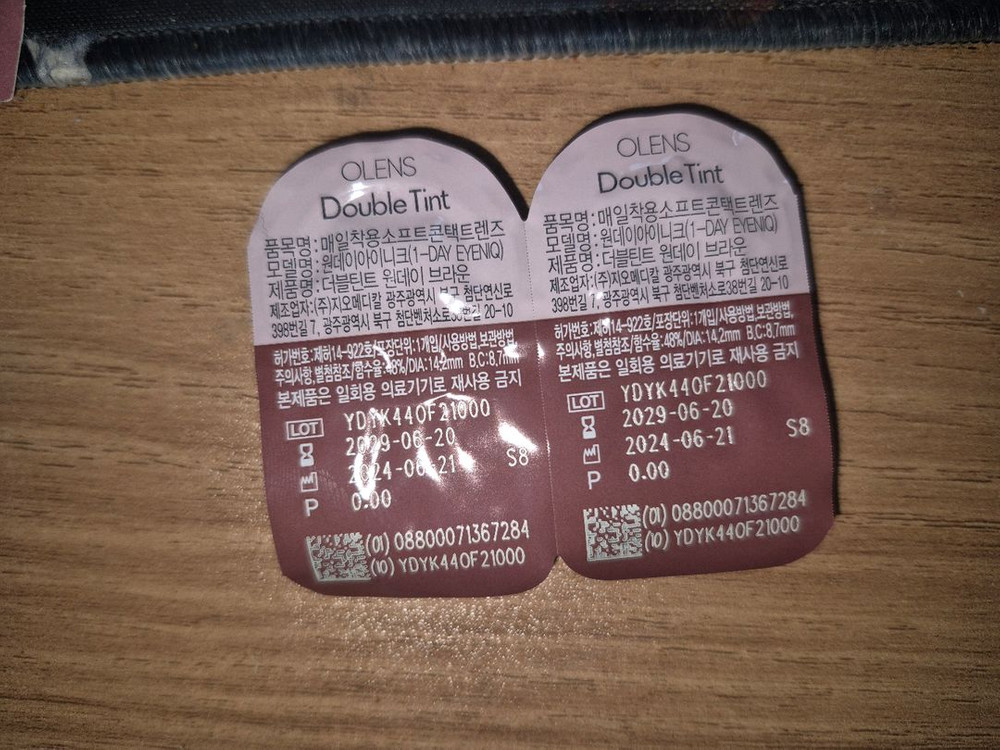 OLENS
Double Tint
품목명 : 매일착용소프트콘택트렌즈
모델명 : 원데이아이니크(1-DAY EYENIQ)
제품명 : 더블틴트 원데이 브라운
제조업자 : (주)지오메디칼 광주광역시 북구 첨단연신로
398번길 7, 광주광역시 북구 첨단벤처소로38번길 20-10
허가번호:제허14-922호/포장단위:1개입/사용방법,보관방법,
주의사항,별첨참조/함수율:48%/DIA:14.2mm B.C:8.7mm
본제품은 일회용 의료기기로 재사용 금지
LOT YDYK440F21000
2029-06-20
2024-06-21 S8
P 0.00
(01) 08800071367284
(10) YDYK440F21000
OLENS
Double Tint
품목명 : 매일착용소프트콘택트렌즈
모델명 : 원데이아이니크(1-DAY EYENIQ)
제품명 : 더블틴트 원데이 브라운
제조업자 : (주)지오메디칼 광주광역시 북구 첨단연신로
398번길 7, 광주광역시 북구 첨단벤처소로38번길 20-10
허가번호:제허14-922호/포장단위:1개입/사용방법,보관방법,
주의사항,별첨참조/함수율:48%/DIA:14.2mm B.C:8.7mm
본제품은 일회용 의료기기로 재사용 금지
LOT YDYK440F21000
2029-06-20
2024-06-21 S8
P 0.00
(01) 08800071367284
(10) YDYK440F21000